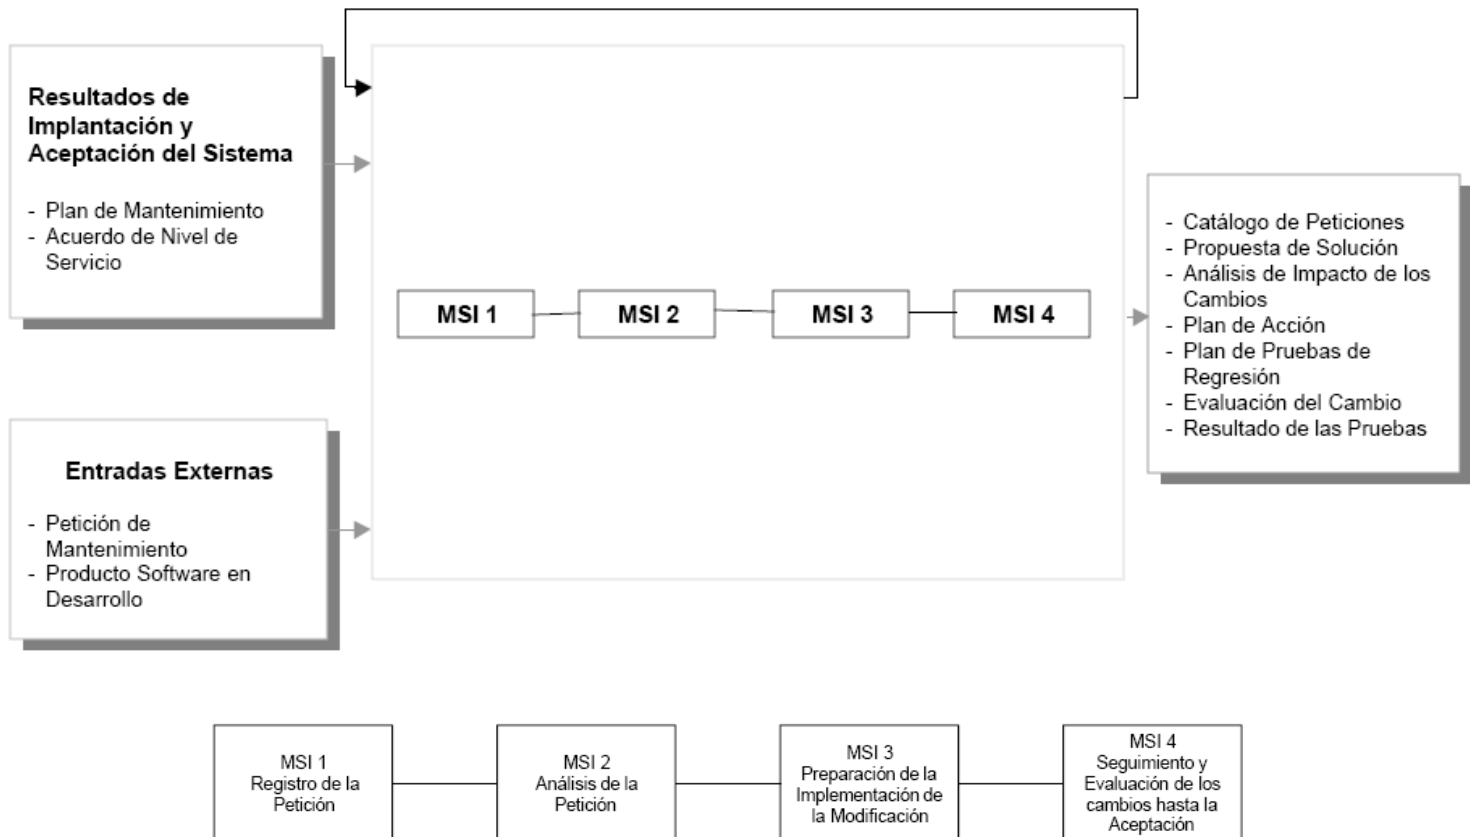 Resultados de
Implantación y
Aceptación del Sistema
- Plan de Mantenimiento
- Acuerdo de Nivel de
Servicio
Entradas Externas
- Petición de
Mantenimiento
- Producto Software en
Desarrollo
MSI 1
MSI 2
MSI 3
MSI 4
- Catálogo de Peticiones
- Propuesta de Solución
- Análisis de Impacto de los
Cambios
- Plan de Acción
- Plan de Pruebas de
Regresión
- Evaluación del Cambio
- Resultado de las Pruebas
MSI 1
Registro de la
Petición
MSI 2
Análisis de la
Petición
MSI 3
Preparación de la
Implementación de
la Modificación
MSI 4
Seguimiento y
Evaluación de los
cambios hasta la
Aceptación